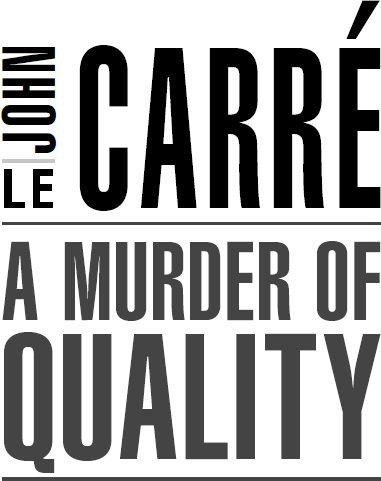 JOHN
LE
CARRÉ
A MURDER OF
QUALITY